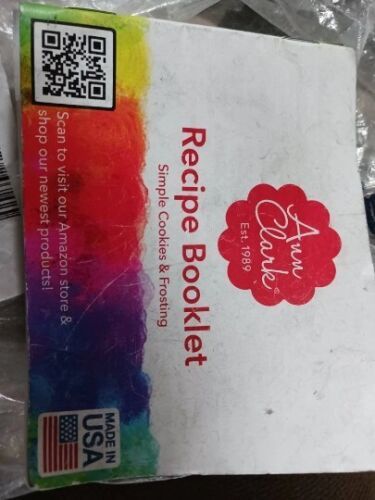 Ann
Clark®
Est. 1989
Recipe Booklet
Simple Cookies & Frosting
Scan to visit our Amazon store &
shop our newest products!
MADE IN
USA